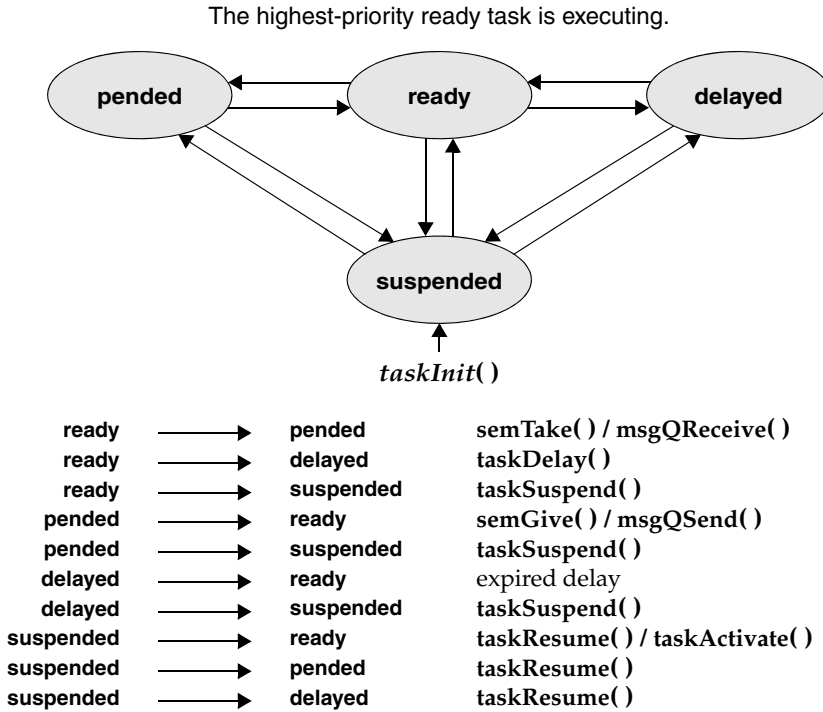 The highest-priority ready task is executing.
pended ready delayed
suspended
taskInit( )
ready pended semTake( ) / msgQReceive( )
ready delayed taskDelay( )
ready suspended taskSuspend( )
pended ready semGive( ) / msgQSend( )
pended suspended taskSuspend( )
delayed ready expired delay
delayed suspended taskSuspend( )
suspended ready taskResume( ) / taskActivate( )
suspended pended taskResume( )
suspended delayed taskResume( )